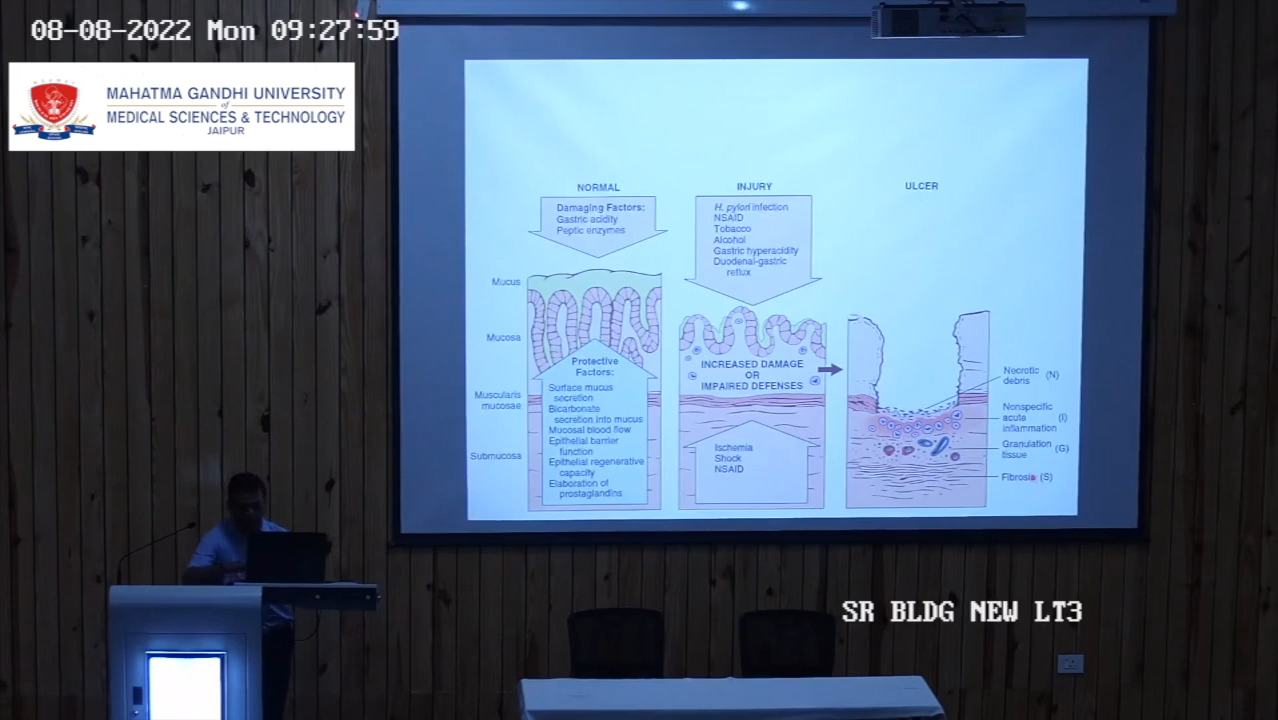 08-08-2022 Mon 09:27:59
MAHATMA GANDHI UNIVERSITY
of
MEDICAL SCIENCES & TECHNOLOGY
JAIPUR
NORMAL
Damaging Factors:
Gastric acidity
Peptic enzymes
Mucus
Mucosa
Muscularis
mucosae
Submucosa
Protective
Factors:
Surface mucus
secretion
Bicarbonate
secretion into mucus
Mucosal blood flow
Epithelial barrier
function
Epithelial regenerative
capacity
Elaboration of
prostaglandins
INJURY
H. pylori infection
NSAID
Tobacco
Alcohol
Gastric hyperacidity
Duodenal-gastric
reflux
INCREASED DAMAGE
OR
IMPAIRED DEFENSES
Ischemia
Shock
NSAID
ULCER
Necrotic
debris (N)
Nonspecific
acute (I)
inflammation
Granulation
tissue (G)
Fibrosis (S)
SR BLDG NEW LT3